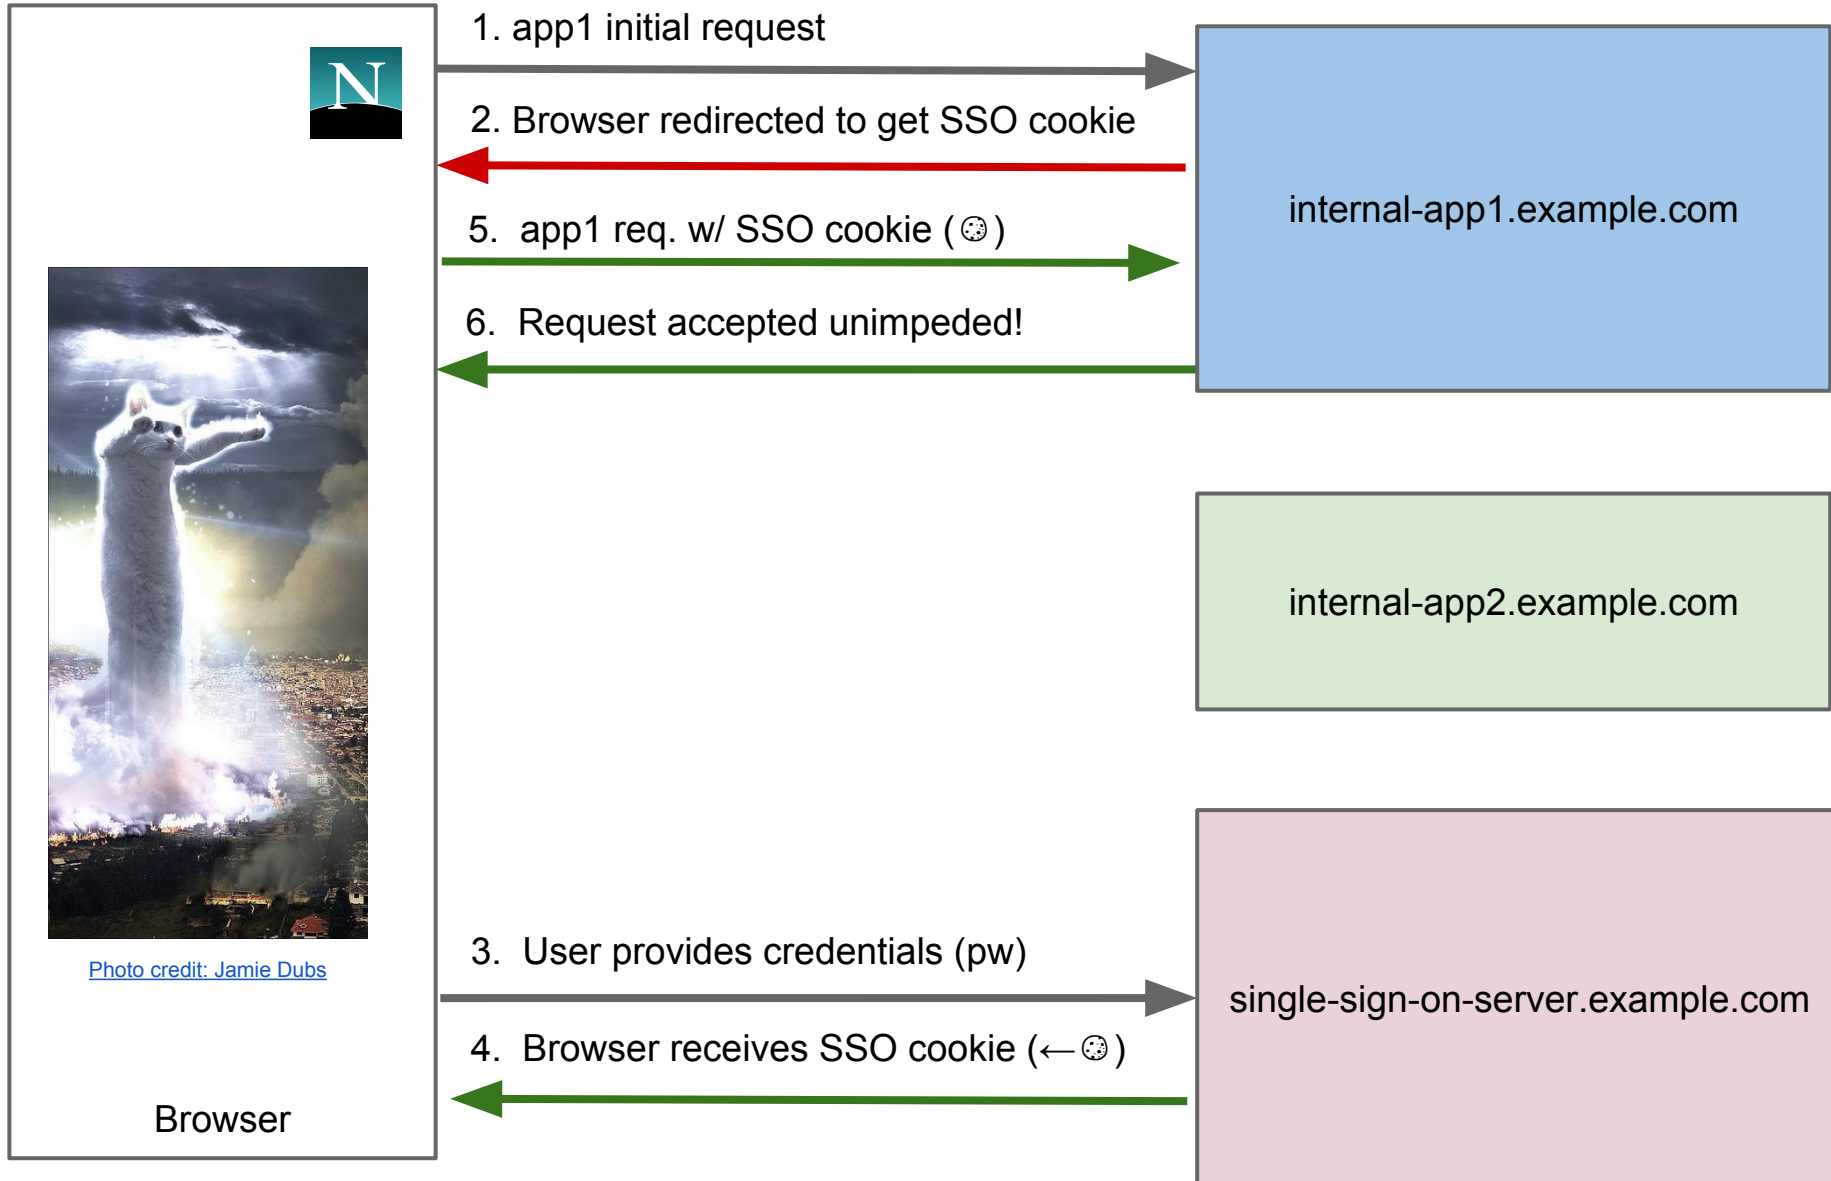 N
1. app1 initial request
2. Browser redirected to get SSO cookie
5. app1 req. w/ SSO cookie (🍪)
6. Request accepted unimpeded!
internal-app1.example.com
internal-app2.example.com
3. User provides credentials (pw)
4. Browser receives SSO cookie (←🍪)
single-sign-on-server.example.com
Photo credit: Jamie Dubs
Browser